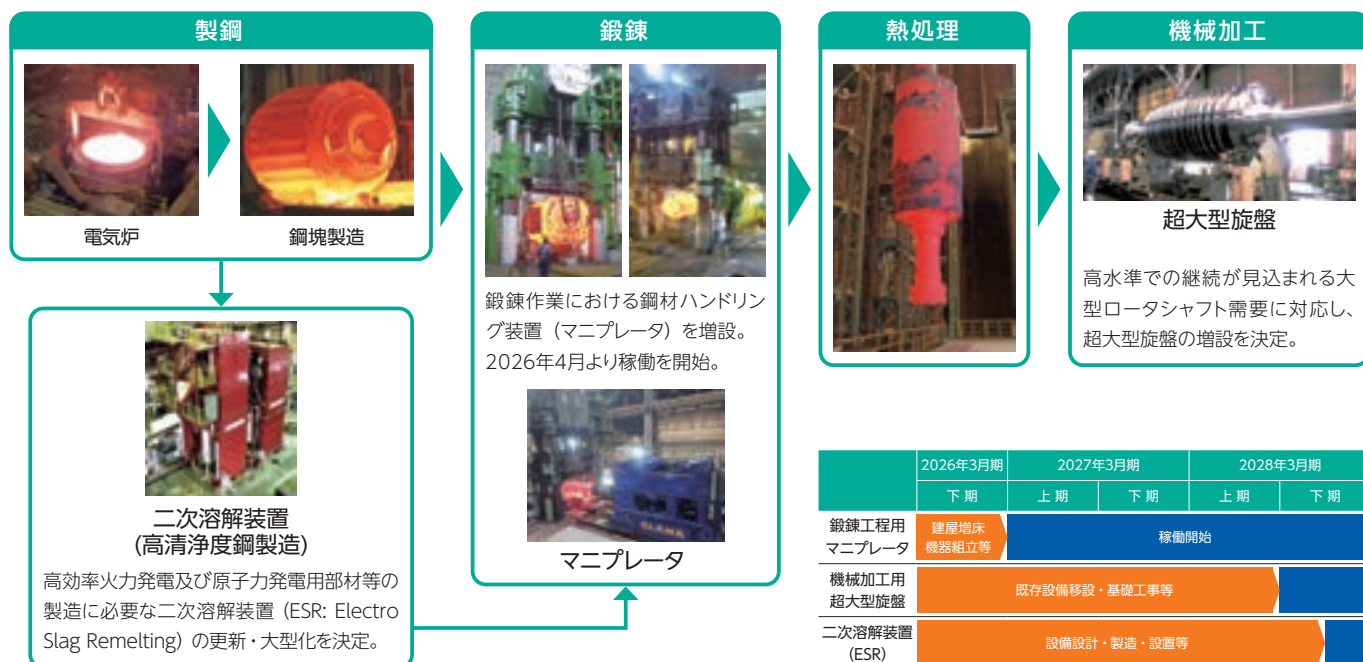 製鋼
電気炉
鋼塊製造
二次溶解装置
(高清浄度鋼製造)
高効率火力発電及び原子力発電用部材等の
製造に必要な二次溶解装置 (ESR: Electro
Slag Remelting) の更新・大型化を決定。
鍛錬
鍛錬作業における鋼材ハンドリン
グ装置 (マニプレータ) を増設。
2026年4月より稼働を開始。
マニプレータ
熱処理
機械加工
超大型旋盤
高水準での継続が見込まれる大
型ロータシャフト需要に対応し、
超大型旋盤の増設を決定。
2026年3月期 2027年3月期 2028年3月期
下期 上期 下期 上期 下期
鍛錬工程用
マニプレータ
建屋増床
機器組立等
稼働開始
機械加工用
超大型旋盤
既存設備移設・基礎工事等
二次溶解装置
(ESR)
設備設計・製造・設置等